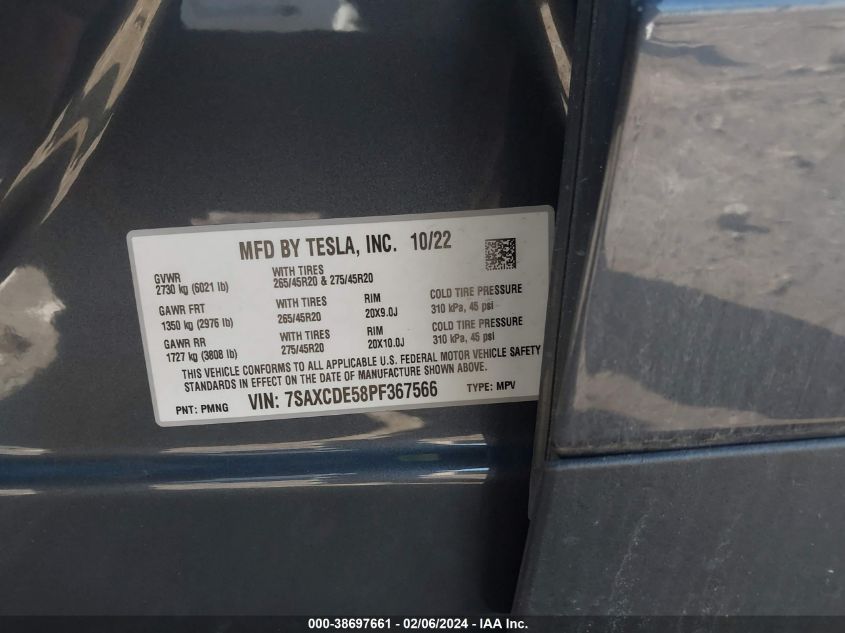 MFD BY TESLA, INC. 10/22
GVWR
2730 kg (6021 lb)
WITH TIRES
265/45R20 & 275/45R20
GAWR FRT
1350 kg (2976 lb)
WITH TIRES
265/45R20
RIM
20X9.0J
COLD TIRE PRESSURE
310 kPa, 45 psi
GAWR RR
1727 kg (3808 lb)
WITH TIRES
275/45R20
RIM
20X10.0J
COLD TIRE PRESSURE
310 kPa, 45 psi
THIS VEHICLE CONFORMS TO ALL APPLICABLE U.S. FEDERAL MOTOR VEHICLE SAFETY
STANDARDS IN EFFECT ON THE DATE OF MANUFACTURE SHOWN ABOVE.
PNT: PMNG VIN: 7SAXCDE58PF367566 TYPE: MPV
000-38697661 - 02/06/2024 - IAA Inc.